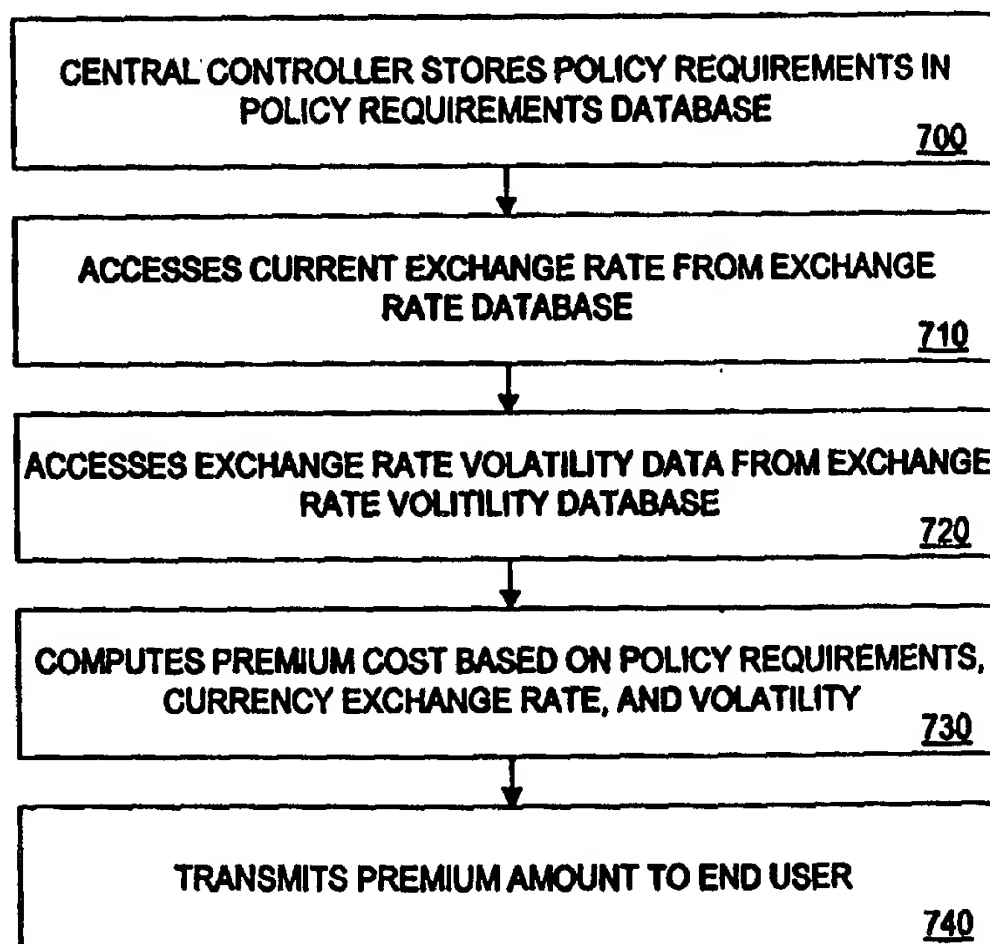 CENTRAL CONTROLLER STORES POLICY REQUIREMENTS IN
POLICY REQUIREMENTS DATABASE
700
ACCESSES CURRENT EXCHANGE RATE FROM EXCHANGE
RATE DATABASE
710
ACCESSES EXCHANGE RATE VOLATILITY DATA FROM EXCHANGE
RATE VOLITILITY DATABASE
720
COMPUTES PREMIUM COST BASED ON POLICY REQUIREMENTS,
CURRENCY EXCHANGE RATE, AND VOLATILITY
730
TRANSMITS PREMIUM AMOUNT TO END USER
740